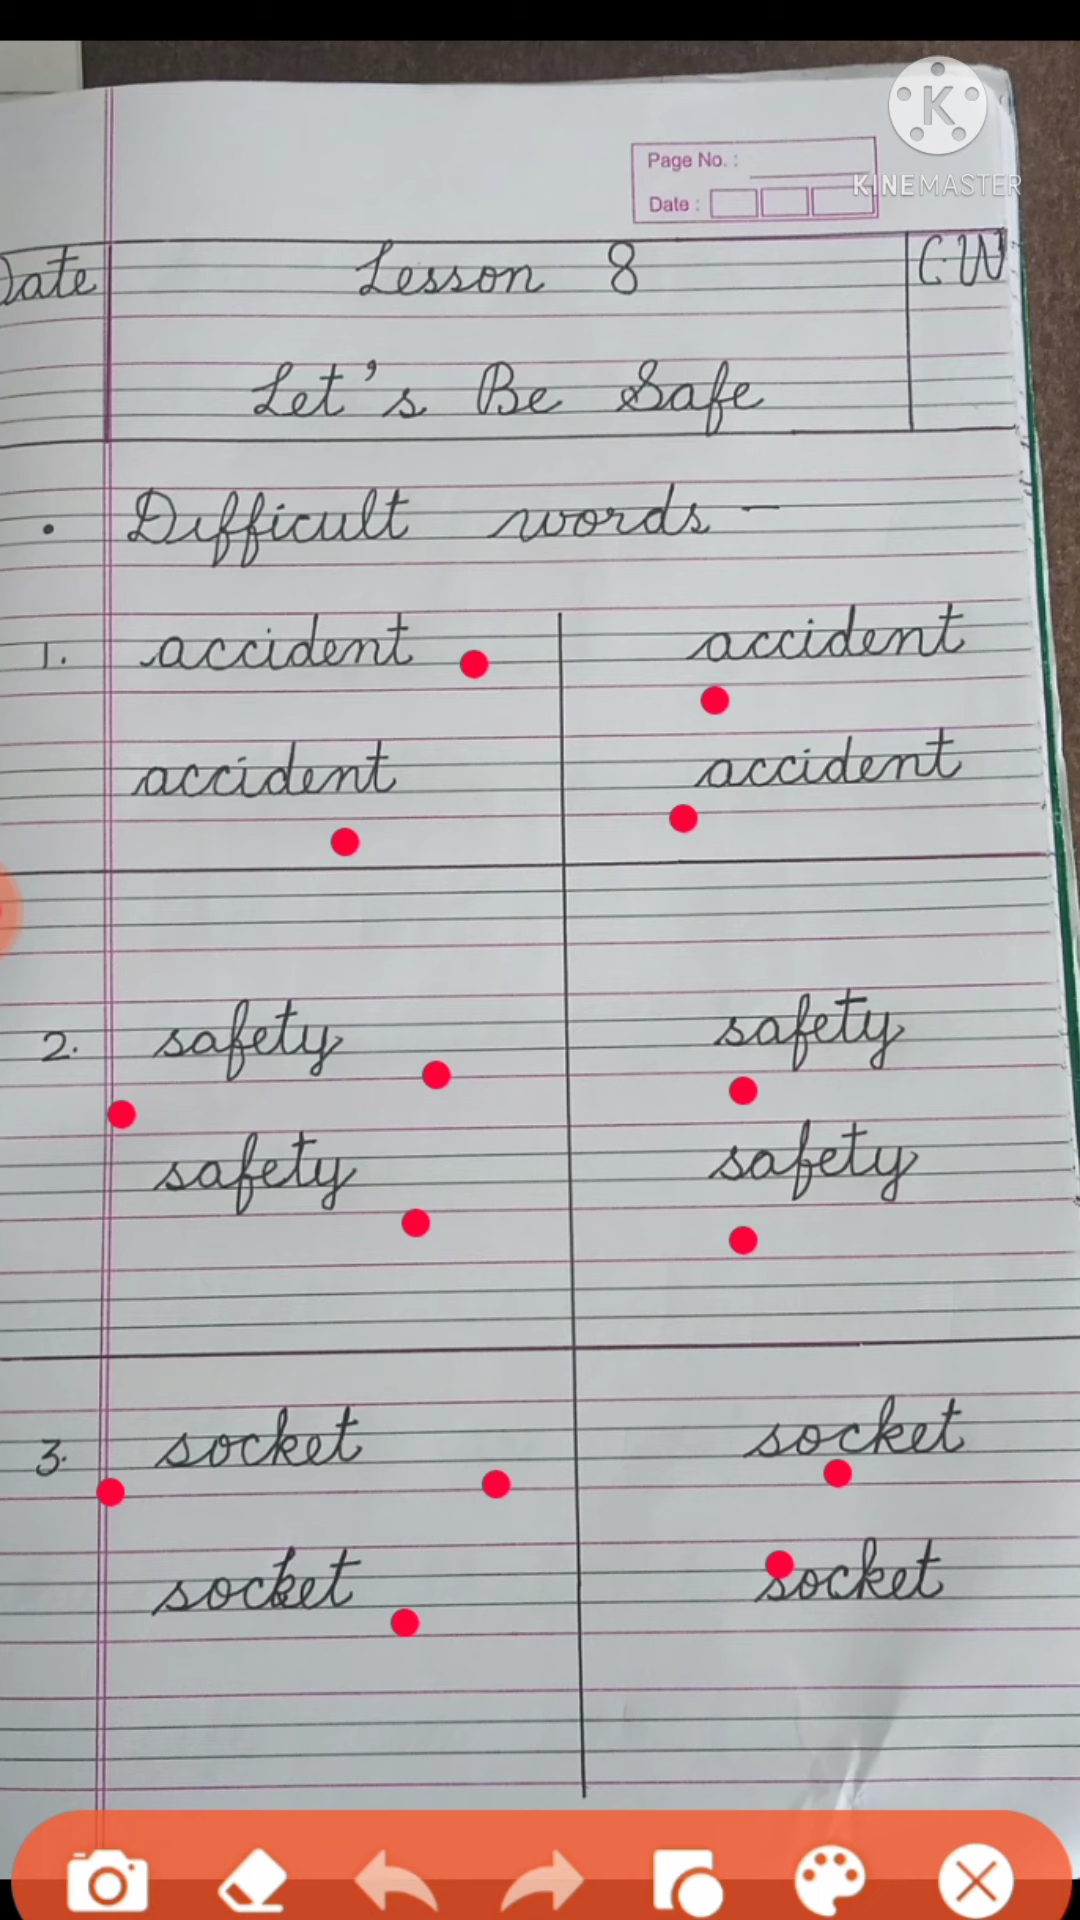 KINEMASTER
Page No. :
Date :
Date Lesson 8 C.W
Let's Be Safe
• Difficult words -
1. accident accident
accident accident
2. safety safety
safety safety
3. socket socket
socket socket